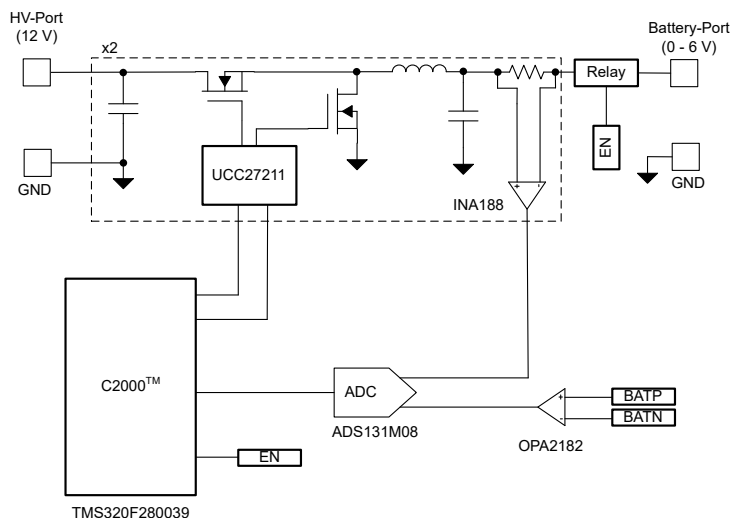 HV-Port
(12 V)
x2
Battery-Port
(0 - 6 V)
Relay
EN
GND
UCC27211
GND
INA188
+ -
C2000™
ADC
ADS131M08
+
-
BATP
BATN
OPA2182
EN
TMS320F280039